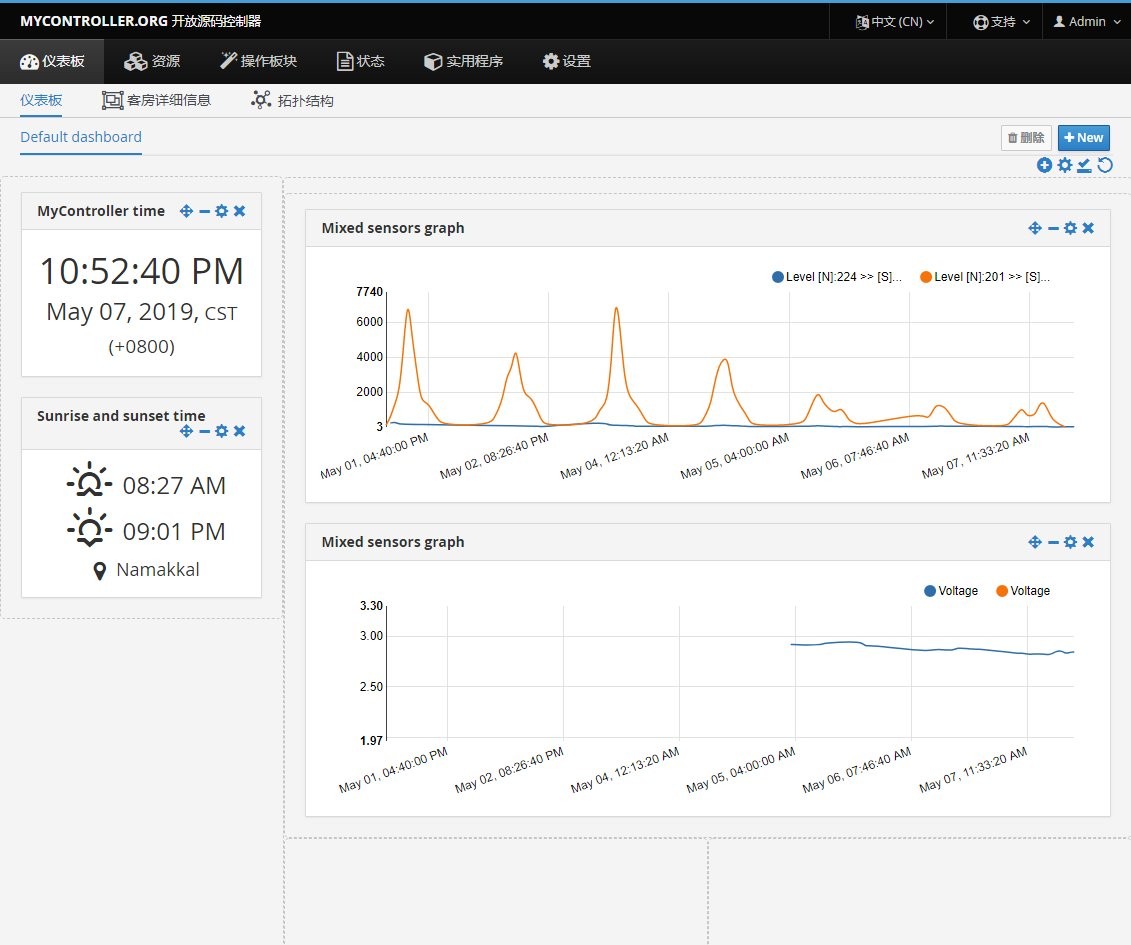 MYCONTROLLER.ORG 开放源码控制器
中文 (CN)
支持
Admin
仪表板
资源
操作板块
状态
实用程序
设置
仪表板
客房详细信息
拓扑结构
Default dashboard
删除
New
MyController time
10:52:40 PM
May 07, 2019, CST
(+0800)
Sunrise and sunset time
08:27 AM
09:01 PM
Namakkal
Mixed sensors graph
Level [N]:224 >> [S]...
Level [N]:201 >> [S]...
7740
6000
4000
2000
3
May 01, 04:40:00 PM
May 02, 08:26:40 PM
May 04, 12:13:20 AM
May 05, 04:00:00 AM
May 06, 07:46:40 AM
May 07, 11:33:20 AM
Mixed sensors graph
Voltage
Voltage
3.30
3.00
2.50
1.97
May 01, 04:40:00 PM
May 02, 08:26:40 PM
May 04, 12:13:20 AM
May 05, 04:00:00 AM
May 06, 07:46:40 AM
May 07, 11:33:20 AM